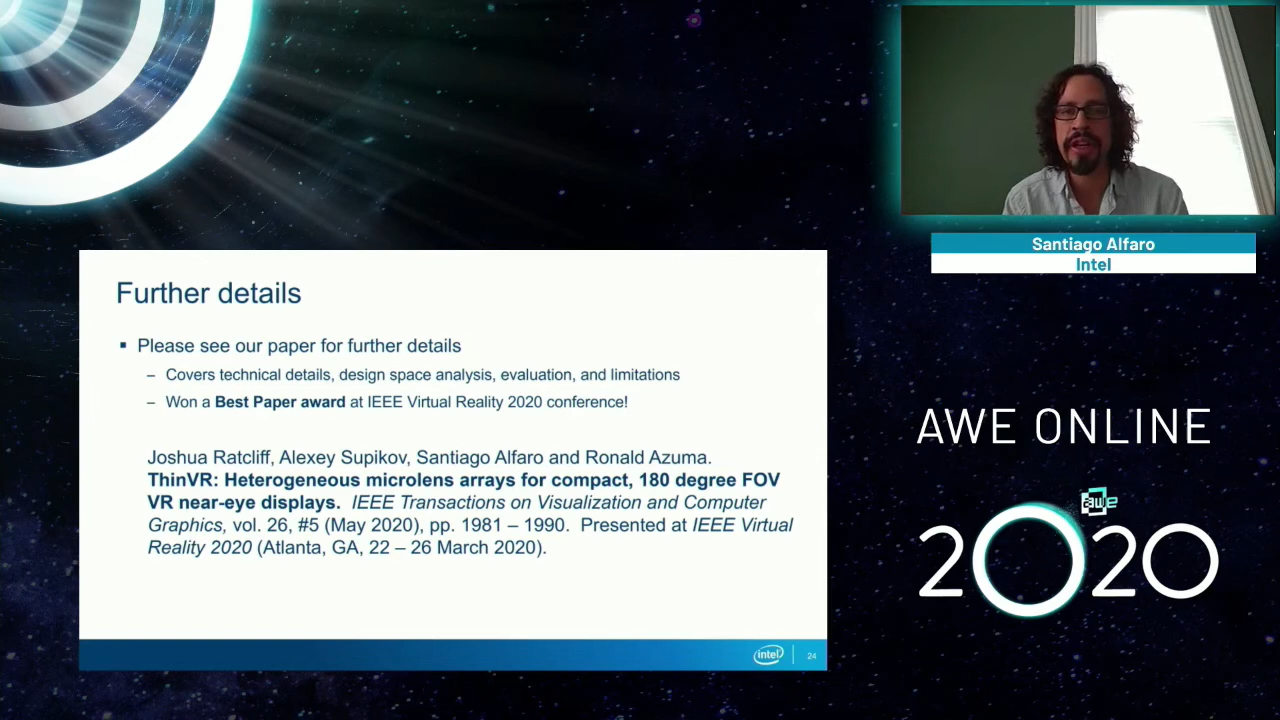 Santiago Alfaro
Intel
Further details
▪ Please see our paper for further details
– Covers technical details, design space analysis, evaluation, and limitations
– Won a Best Paper award at IEEE Virtual Reality 2020 conference!
Joshua Ratcliff, Alexey Supikov, Santiago Alfaro and Ronald Azuma.
ThinVR: Heterogeneous microlens arrays for compact, 180 degree FOV
VR near-eye displays. IEEE Transactions on Visualization and Computer
Graphics, vol. 26, #5 (May 2020), pp. 1981 – 1990. Presented at IEEE Virtual
Reality 2020 (Atlanta, GA, 22 – 26 March 2020).
intel
24
AWE ONLINE
awe
2020